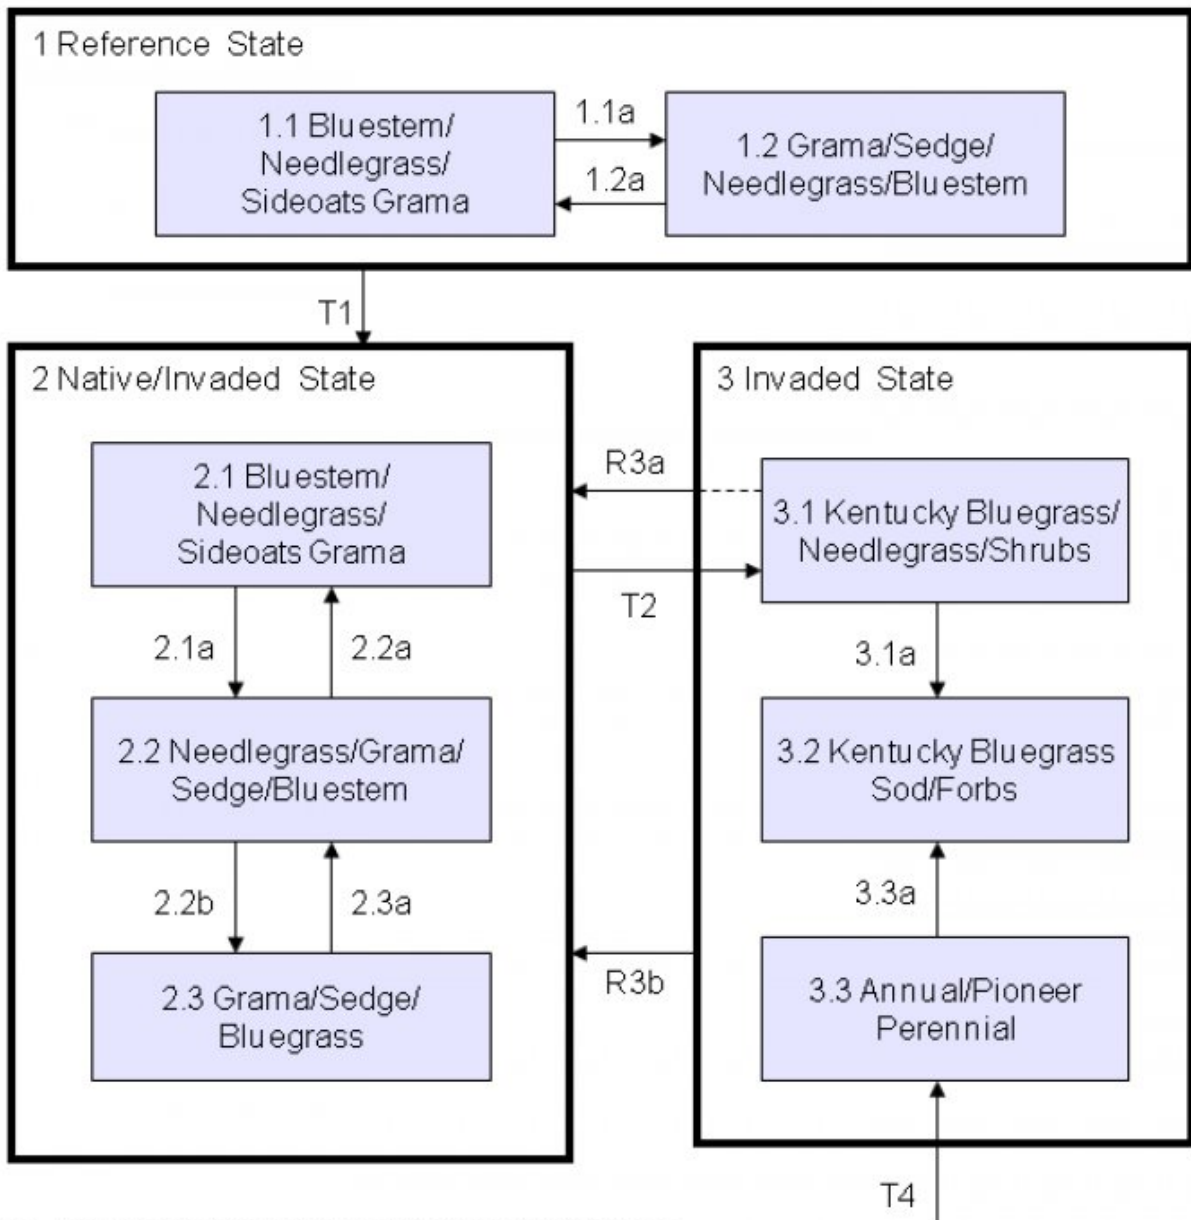 1 Reference State
1.1 Bluestem/
Needlegrass/
Sideoats Grama
1.1a
1.2a
1.2 Grama/Sedge/
Needlegrass/Bluestem
T1
2 Native/Invaded State
2.1 Bluestem/
Needlegrass/
Sideoats Grama
2.1a
2.2a
2.2 Needlegrass/Grama/
Sedge/Bluestem
2.2b
2.3a
2.3 Grama/Sedge/
Bluegrass
R3a
T2
R3b
3 Invaded State
3.1 Kentucky Bluegrass/
Needlegrass/Shrubs
3.1a
3.2 Kentucky Bluegrass
Sod/Forbs
3.3a
3.3 Annual/Pioneer
Perennial
T4